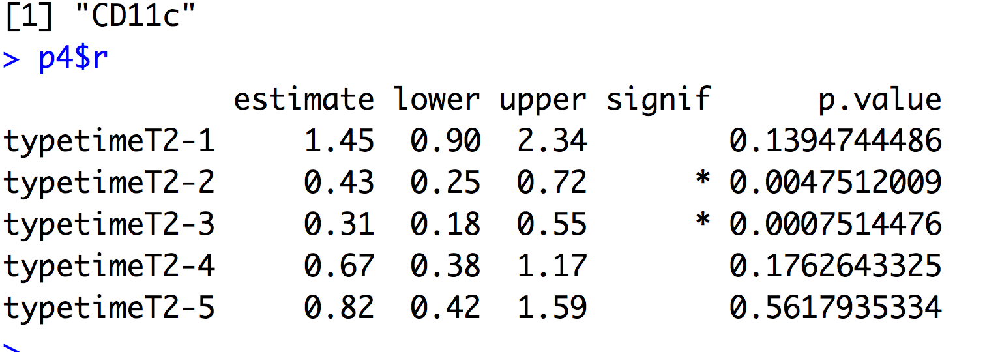 [1] "CD11c"
> p4$r
estimate lower upper signif p.value
typetimeT2-1 1.45 0.90 2.34 0.1394744486
typetimeT2-2 0.43 0.25 0.72 * 0.0047512009
typetimeT2-3 0.31 0.18 0.55 * 0.0007514476
typetimeT2-4 0.67 0.38 1.17 0.1762643325
typetimeT2-5 0.82 0.42 1.59 0.5617935334
>